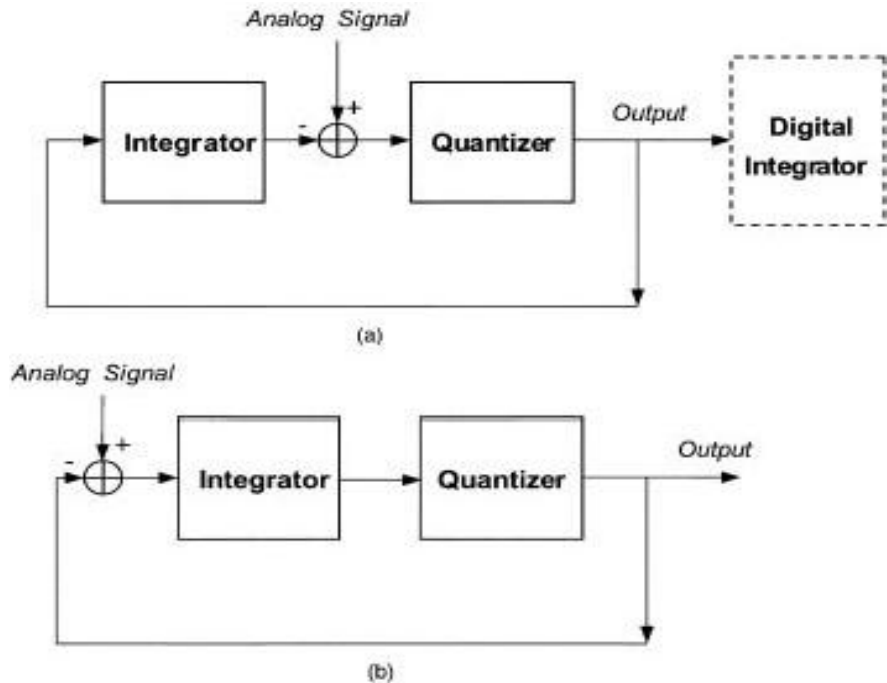 Analog Signal
- +
Integrator
Quantizer
Output
Digital
Integrator
(a)
Analog Signal
- +
Integrator
Quantizer
Output
(b)